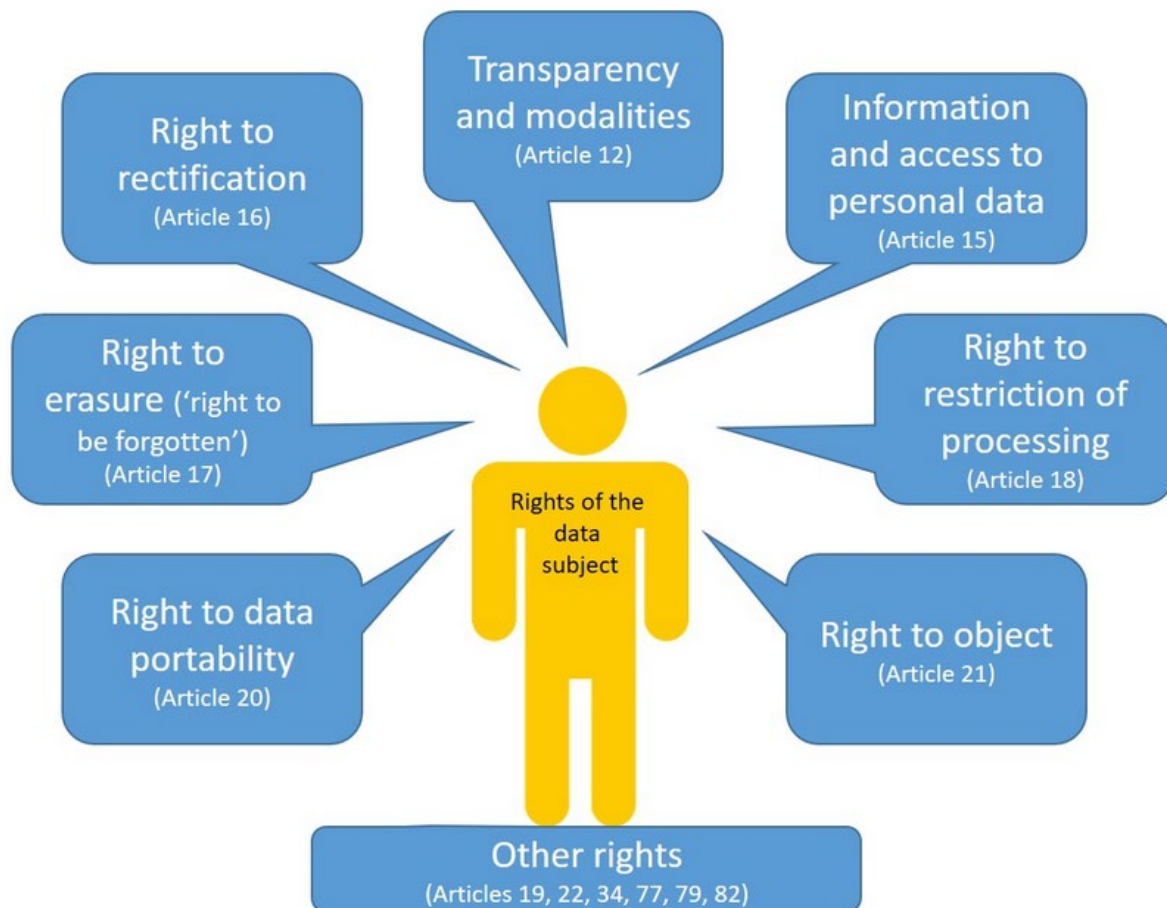 Transparency
and modalities
(Article 12)
Right to
rectification
(Article 16)
Information
and access to
personal data
(Article 15)
Right to
erasure (‘right to
be forgotten’)
(Article 17)
Right to
restriction of
processing
(Article 18)
Rights of the
data
subject
Right to data
portability
(Article 20)
Right to object
(Article 21)
Other rights
(Articles 19, 22, 34, 77, 79, 82)